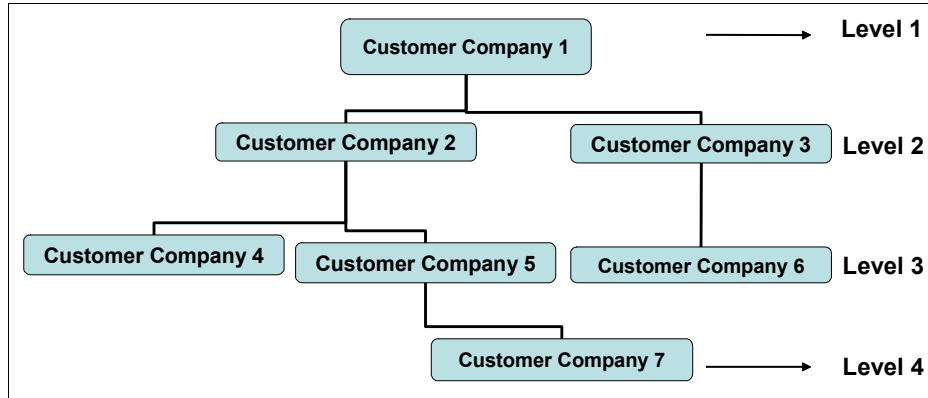 Customer Company 1
Level 1
Customer Company 2
Customer Company 3
Level 2
Customer Company 4
Customer Company 5
Customer Company 6
Level 3
Customer Company 7
Level 4